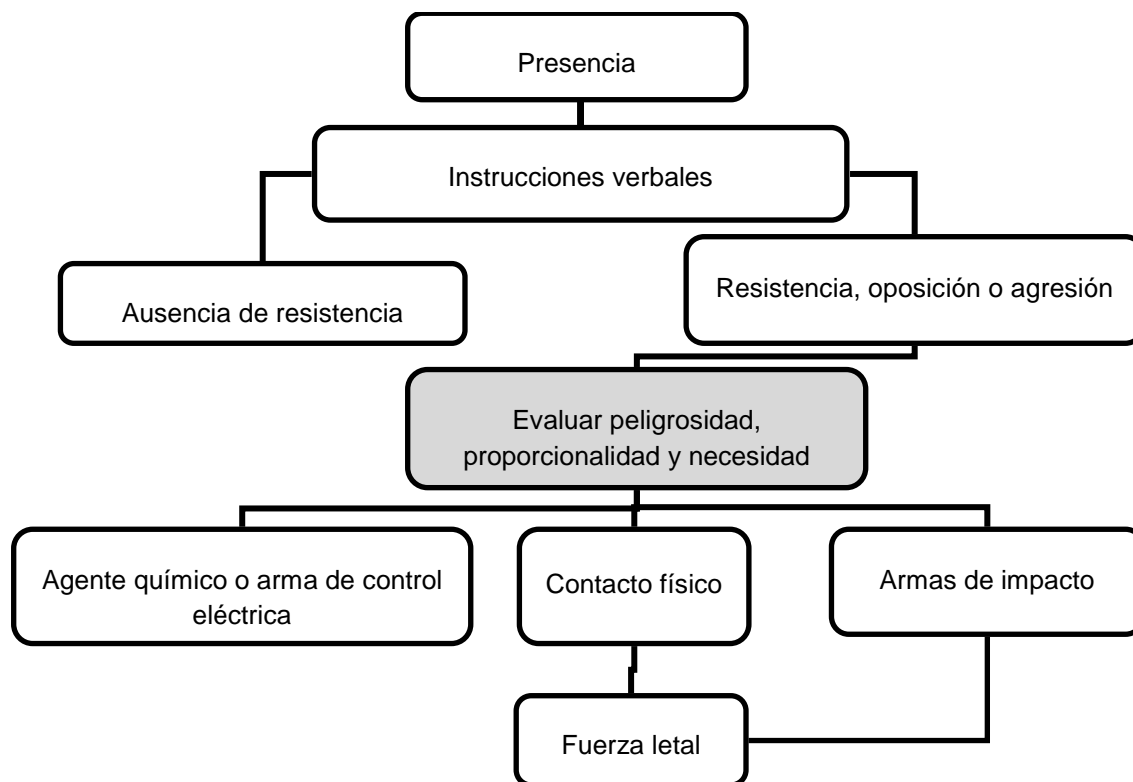 Presencia
Instrucciones verbales
Ausencia de resistencia
Resistencia, oposición o agresión
Evaluar peligrosidad,
proporcionalidad y necesidad
Agente químico o arma de control
eléctrica
Contacto físico
Armas de impacto
Fuerza letal